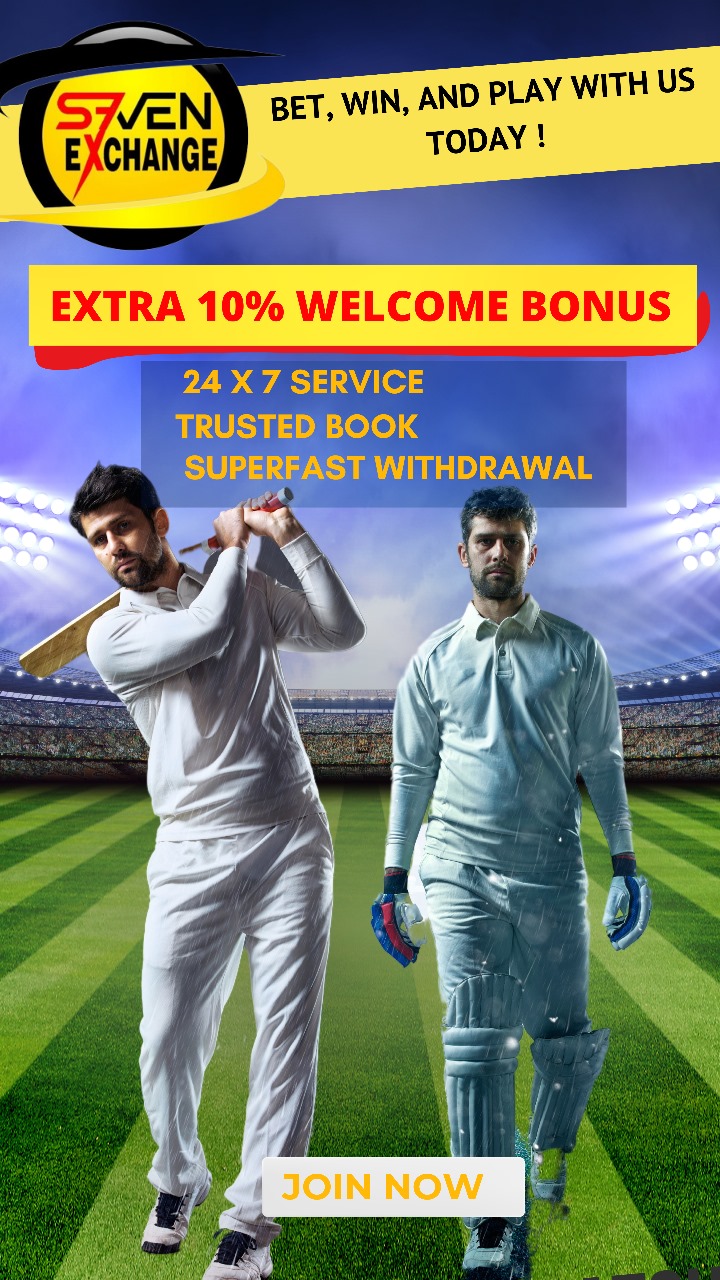 S7VEN
EXCHANGE
BET, WIN, AND PLAY WITH US
TODAY !
EXTRA 10% WELCOME BONUS
24 X 7 SERVICE
TRUSTED BOOK
SUPERFAST WITHDRAWAL
JOIN NOW